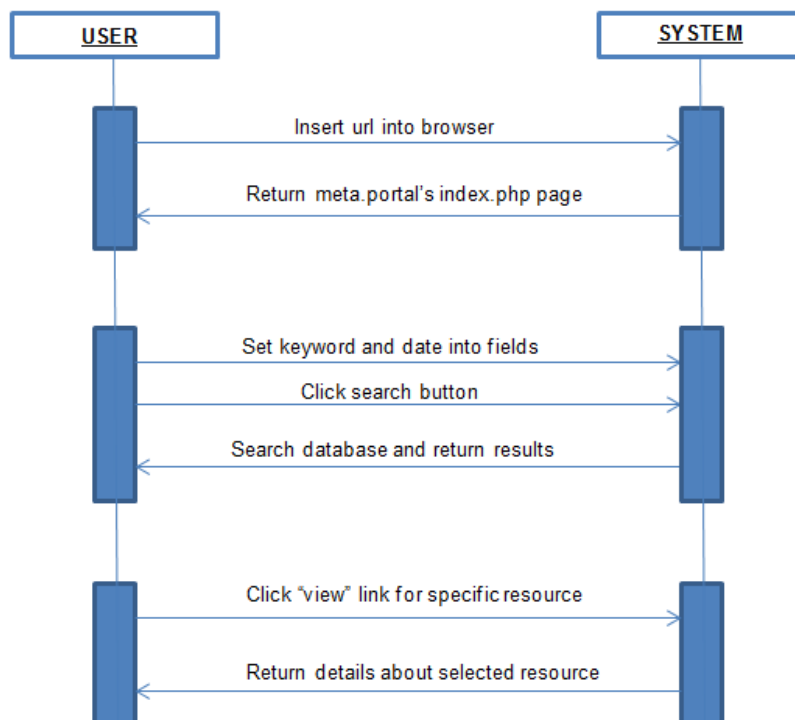 USER
SYSTEM
Insert url into browser
Return meta.portal's index.php page
Set keyword and date into fields
Click search button
Search database and return results
Click “view” link for specific resource
Return details about selected resource